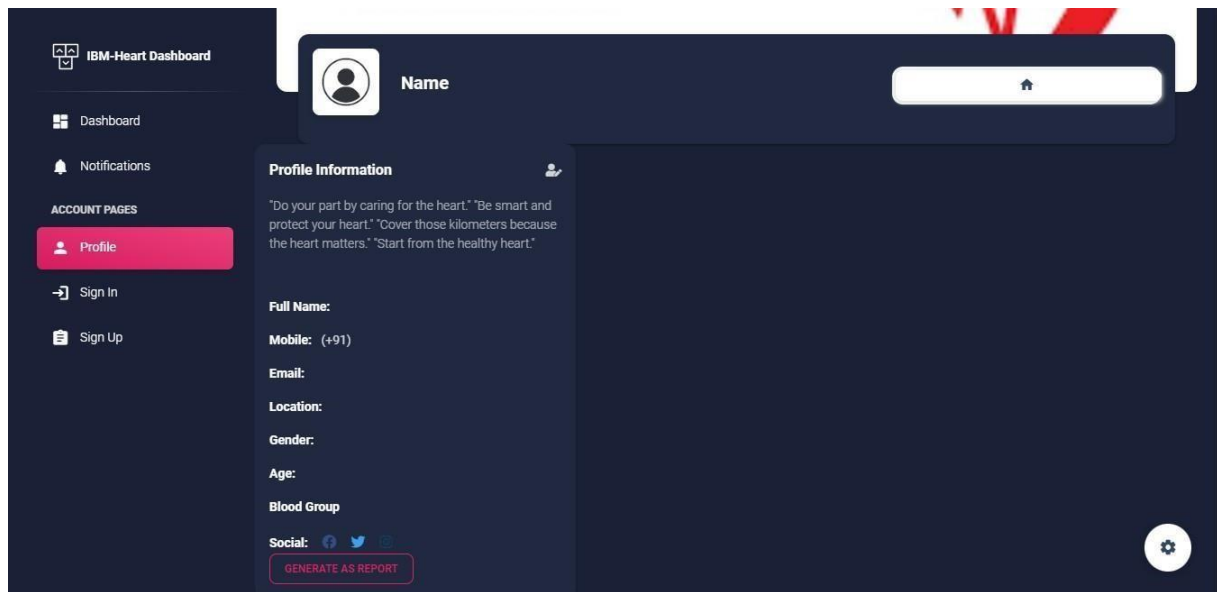 IBM-Heart Dashboard
Dashboard
Notifications
ACCOUNT PAGES
Profile
Sign In
Sign Up
Name
Profile Information
"Do your part by caring for the heart." "Be smart and
protect your heart." "Cover those kilometers because
the heart matters." "Start from the healthy heart."
Full Name:
Mobile: (+91)
Email:
Location:
Gender:
Age:
Blood Group
Social:
GENERATE AS REPORT